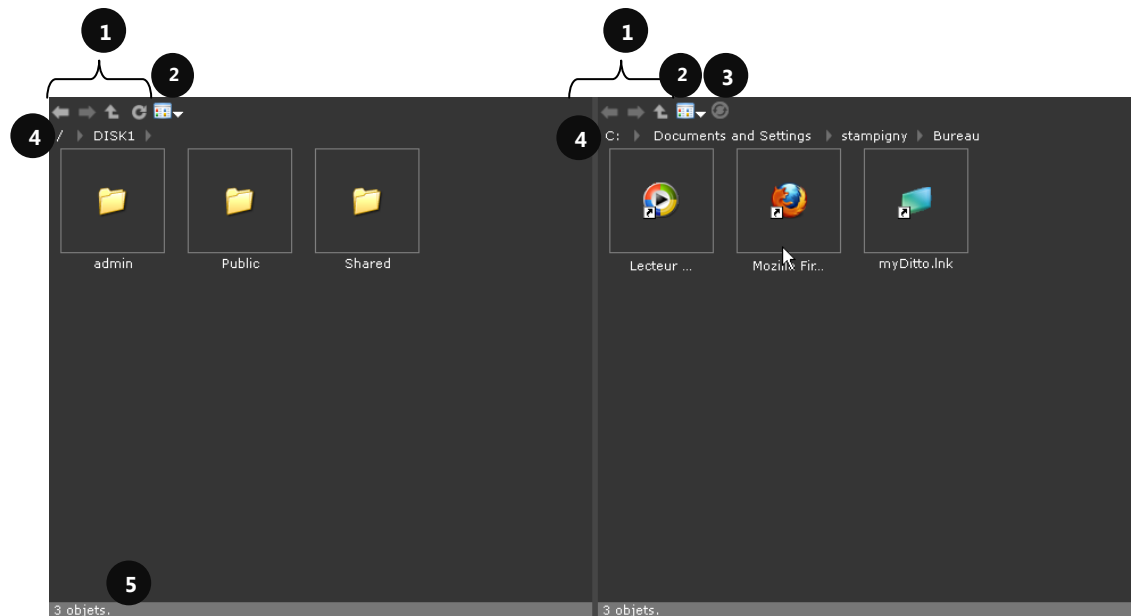 1 1
2 2 3
4 / DISK1 4 C: Documents and Settings stampigny Bureau
admin Public Shared Lecteur ... Mozilla Fir... myDitto.lnk
5
3 objets. 3 objets.